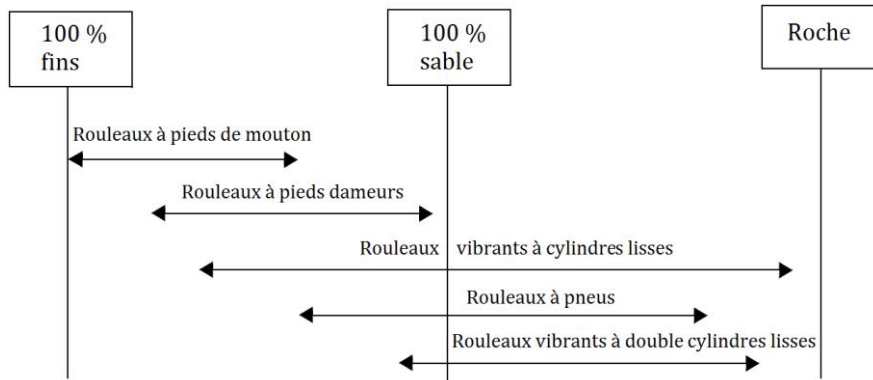 100 %
fins
100 %
sable
Roche
Rouleaux à pieds de mouton
Rouleaux à pieds dameurs
Rouleaux vibrants à cylindres lisses
Rouleaux à pneus
Rouleaux vibrants à double cylindres lisses